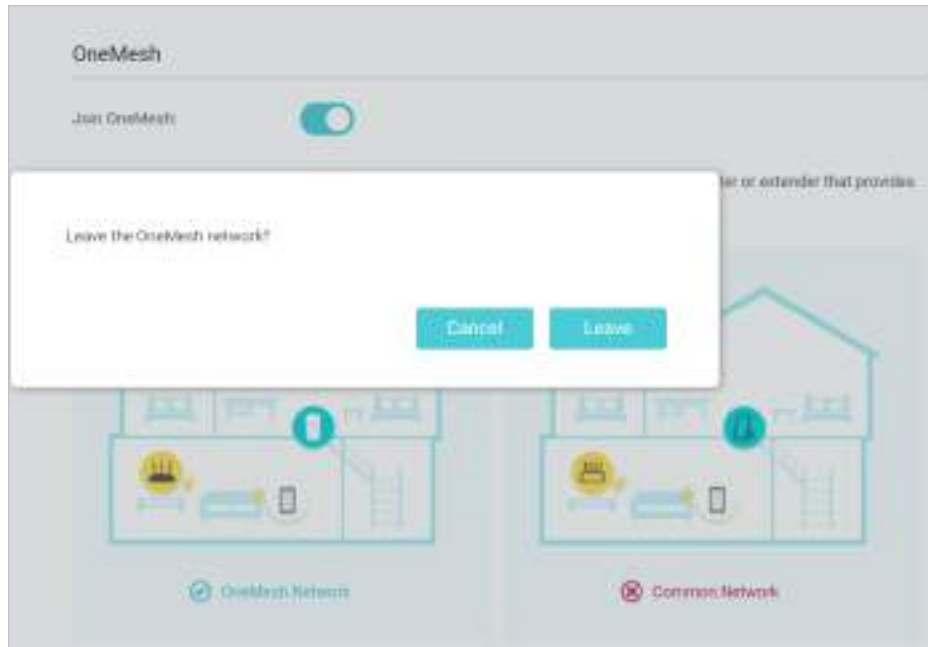 OneMesh
Join OneMesh:
ter or extender that provides
Leave the OneMesh network?
Cancel
Leave
OneMesh Network
Common Network